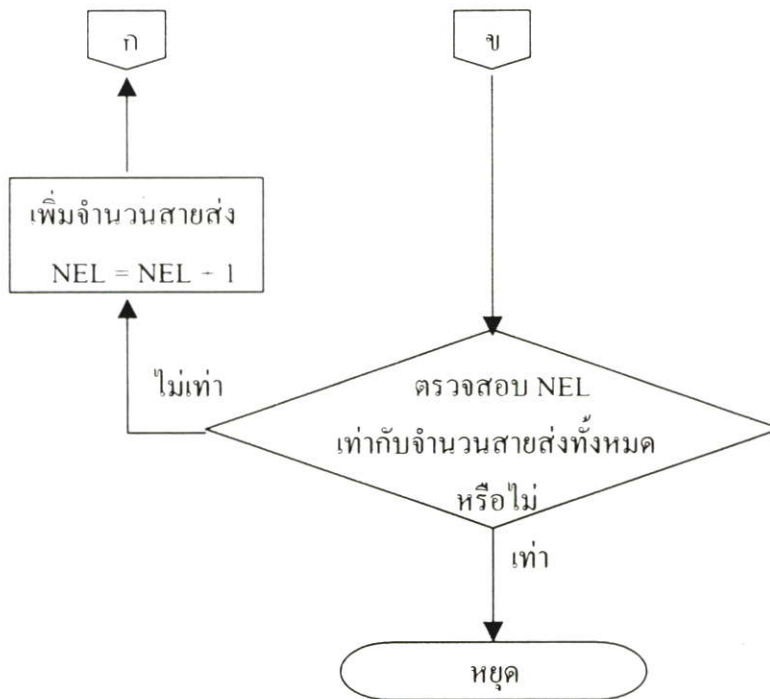 ก
ข
เพิ่มจำนวนสายส่ง
NEL = NEL - 1
ไม่เท่า
ตรวจสอบ NEL
เท่ากับจำนวนสายส่งทั้งหมด
หรือไม่
เท่า
หยุด